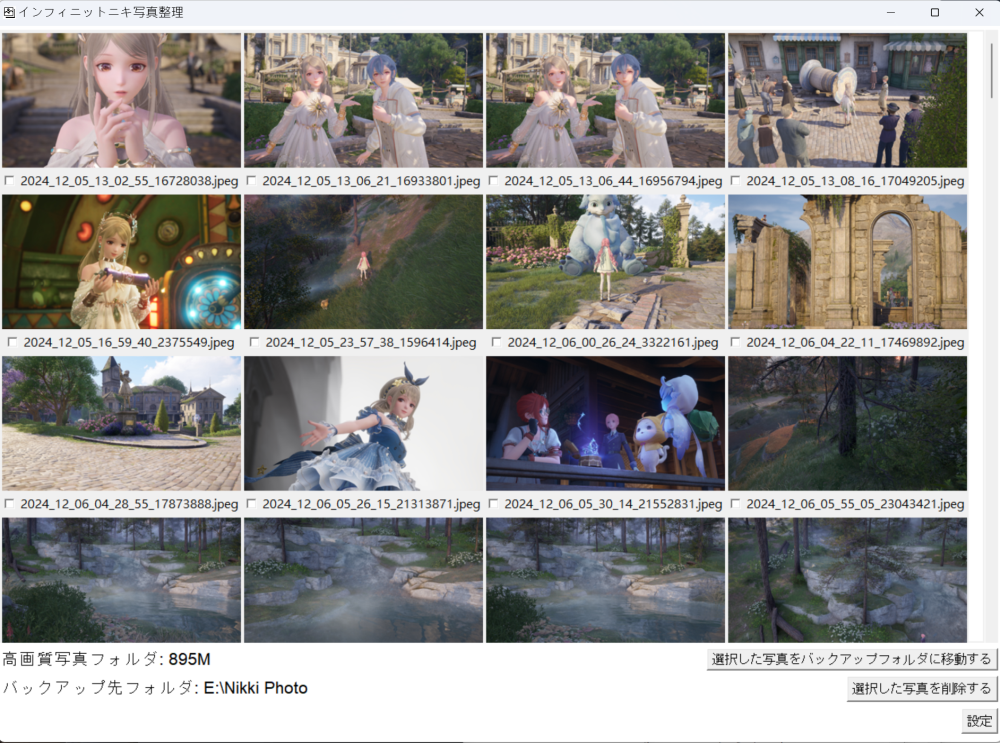 インフィニットニキ写真整理
2024_12_05_13_02_55_16728038.jpeg
2024_12_05_13_06_21_16933801.jpeg
2024_12_05_13_06_44_16956794.jpeg
2024_12_05_13_08_16_17049205.jpeg
2024_12_05_16_59_40_2375549.jpeg
2024_12_05_23_57_38_1596414.jpeg
2024_12_06_00_26_24_3322161.jpeg
2024_12_06_04_22_11_17469892.jpeg
2024_12_06_04_28_55_17873888.jpeg
2024_12_06_05_26_15_21313871.jpeg
2024_12_06_05_30_14_21552831.jpeg
2024_12_06_05_55_05_23043421.jpeg
高画質写真フォルダ: 895M
選択した写真をバックアップフォルダに移動する
バックアップ先フォルダ: E:\Nikki Photo
選択した写真を削除する
設定